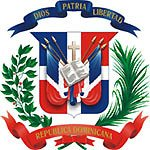 DIOS PATRIA LIBERTAD
REPÚBLICA DOMINICANA